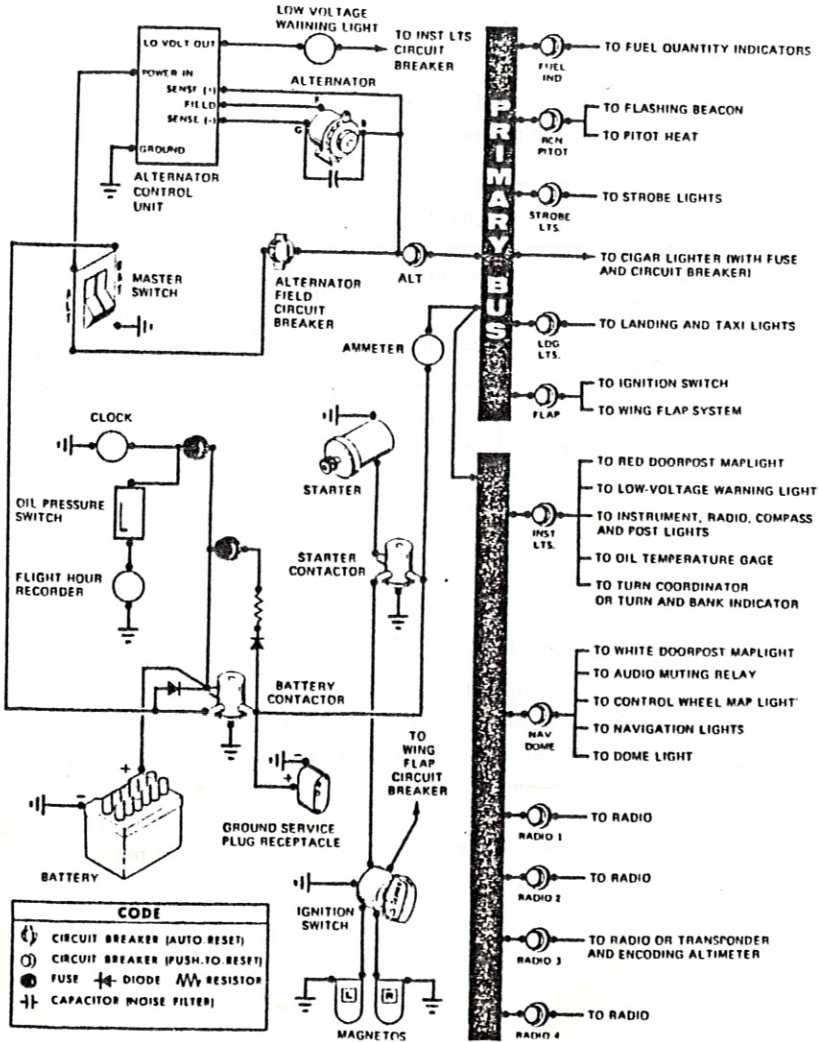 LOW VOLTAGE
WARNING LIGHT
TO INST LTS
CIRCUIT
BREAKER
LO VOLT OUT
POWER IN
SENSE (+)
FIELD
SENSE (-)
GROUND
ALTERNATOR
F
G
B
ALTERNATOR
CONTROL
UNIT
MASTER
SWITCH
ALTERNATOR
FIELD
CIRCUIT
BREAKER
ALT
AMMETER
CLOCK
OIL PRESSURE
SWITCH
FLIGHT HOUR
RECORDER
STARTER
STARTER
CONTACTOR
BATTERY
CONTACTOR
TO
WING
FLAP
CIRCUIT
BREAKER
+
-
BATTERY
-
+
GROUND SERVICE
PLUG RECEPTACLE
IGNITION
SWITCH
L
R
MAGNETOS
CODE
CIRCUIT BREAKER (AUTO.RESET)
CIRCUIT BREAKER (PUSH.TO.RESET)
FUSE DIODE RESISTOR
CAPACITOR (NOISE FILTER)
PRIMARY BUS
FUEL
IND
TO FUEL QUANTITY INDICATORS
BCN
PITOT
TO FLASHING BEACON
TO PITOT HEAT
STROBE
LTS.
TO STROBE LIGHTS
TO CIGAR LIGHTER (WITH FUSE
AND CIRCUIT BREAKER)
LDG
LTS.
TO LANDING AND TAXI LIGHTS
FLAP
TO IGNITION SWITCH
TO WING FLAP SYSTEM
INST
LTS.
TO RED DOORPOST MAPLIGHT
TO LOW-VOLTAGE WARNING LIGHT
TO INSTRUMENT, RADIO, COMPASS
AND POST LIGHTS
TO OIL TEMPERATURE GAGE
TO TURN COORDINATOR
OR TURN AND BANK INDICATOR
NAV
DOME
TO WHITE DOORPOST MAPLIGHT
TO AUDIO MUTING RELAY
TO CONTROL WHEEL MAP LIGHT
TO NAVIGATION LIGHTS
TO DOME LIGHT
RADIO 1
TO RADIO
RADIO 2
TO RADIO
RADIO 3
TO RADIO OR TRANSPONDER
AND ENCODING ALTIMETER
RADIO 4
TO RADIO